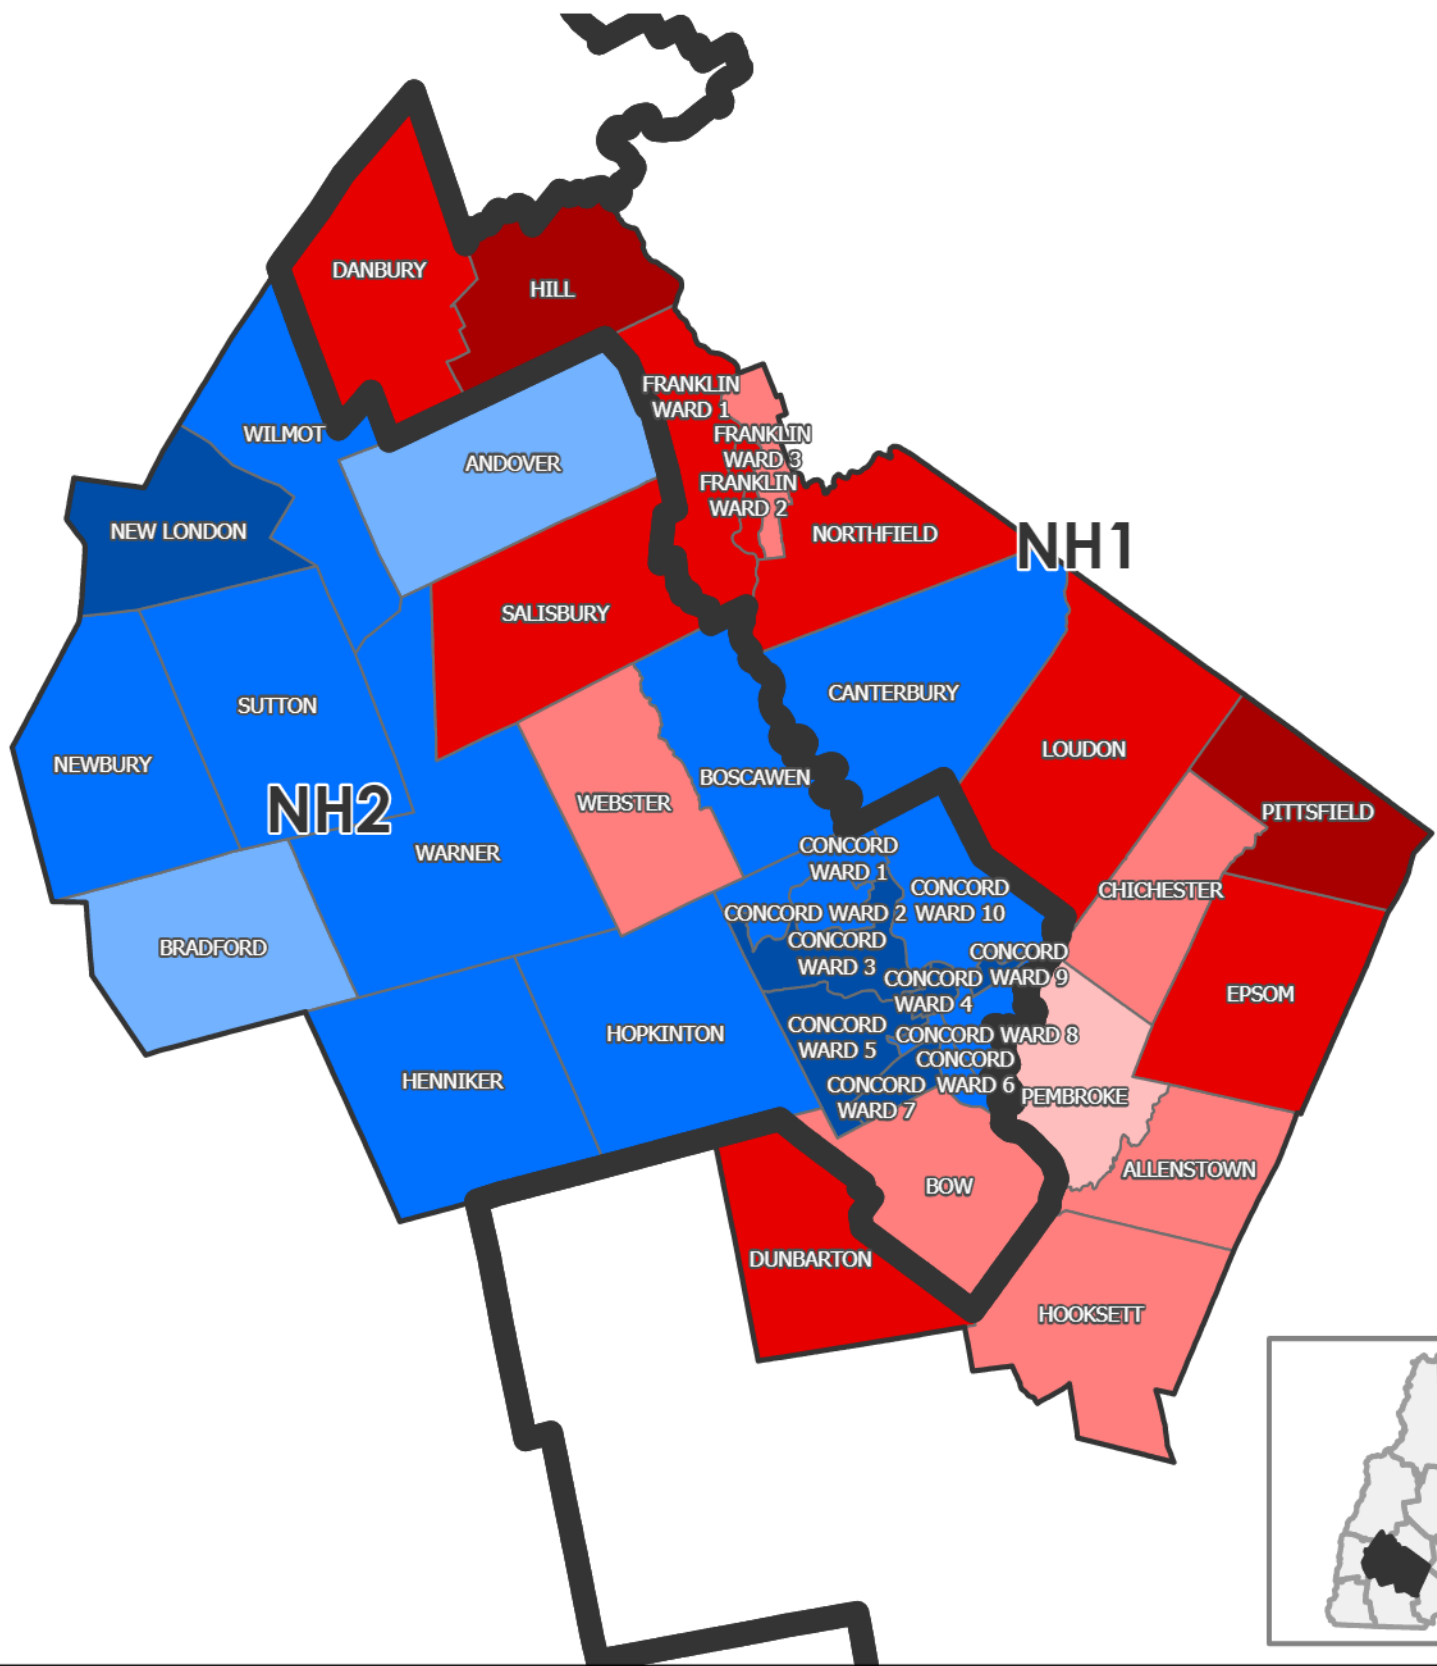 DANBURY
HILL
FRANKLIN
WARD 1
WILMOT
FRANKLIN
WARD 3
ANDOVER
FRANKLIN
WARD 2
NEW LONDON
NORTHFIELD
NH1
SALISBURY
CANTERBURY
SUTTON
LOUDON
NEWBURY
BOSCAWEN
WEBSTER
NH2
PITTSFIELD
WARNER
CONCORD
WARD 1
CHICHESTER
CONCORD
WARD 10
CONCORD WARD 2
BRADFORD
CONCORD
WARD 3
CONCORD
WARD 9
CONCORD
WARD 4
EPSOM
HOPKINTON
CONCORD
WARD 5
CONCORD WARD 8
CONCORD
WARD 6
HENNIKER
CONCORD
WARD 7
PEMBROKE
ALLENSTOWN
BOW
DUNBARTON
HOOKSETT